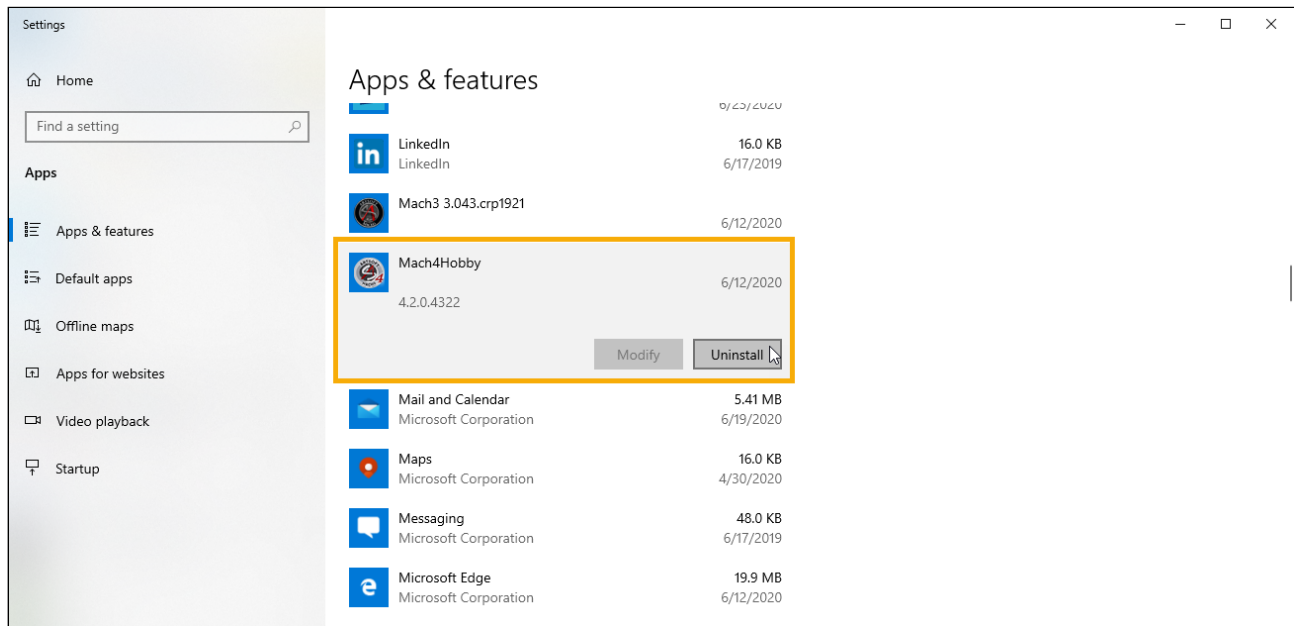 Settings
Home
Find a setting
Apps
Apps & features
Default apps
Offline maps
Apps for websites
Video playback
Startup
Apps & features
6/23/2020
LinkedIn 16.0 KB
LinkedIn 6/17/2019
Mach3 3.043.crp1921
6/12/2020
Mach4Hobby
6/12/2020
4.2.0.4322
Modify Uninstall
Mail and Calendar 5.41 MB
Microsoft Corporation 6/19/2020
Maps 16.0 KB
Microsoft Corporation 4/30/2020
Messaging 48.0 KB
Microsoft Corporation 6/17/2019
Microsoft Edge 19.9 MB
Microsoft Corporation 6/12/2020